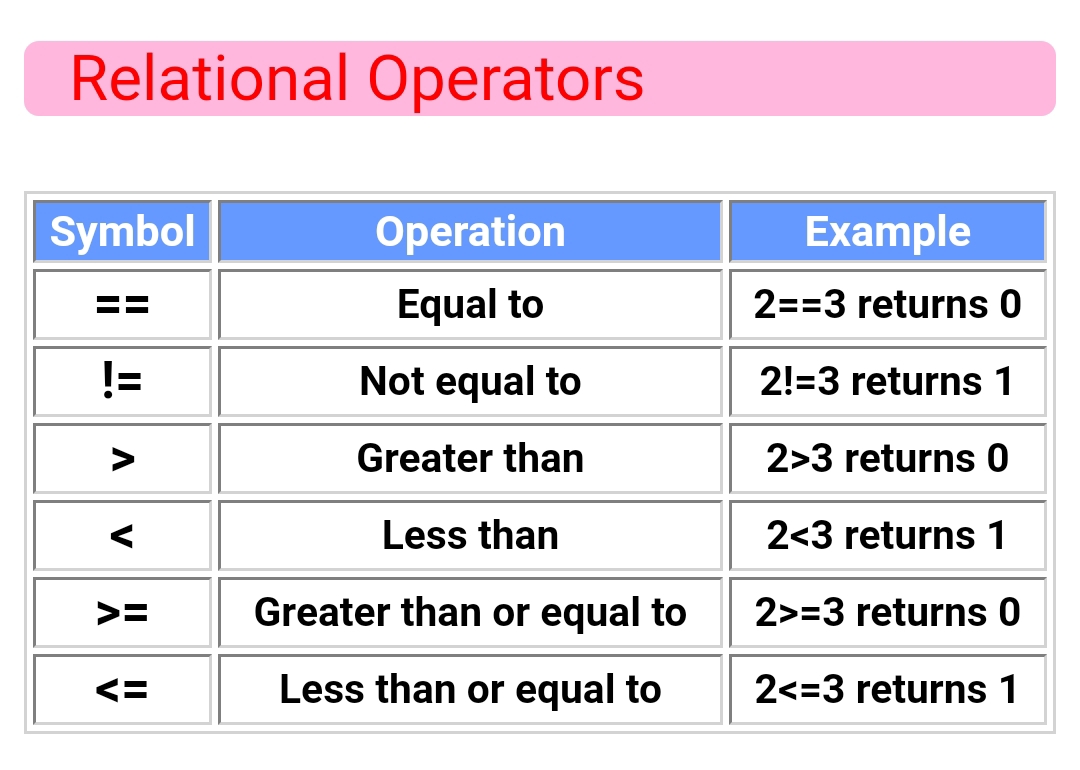 Relational Operators
Symbol Operation Example
== Equal to 2==3 returns 0
!= Not equal to 2!=3 returns 1
> Greater than 2>3 returns 0
< Less than 2<3 returns 1
>= Greater than or equal to 2>=3 returns 0
<= Less than or equal to 2<=3 returns 1